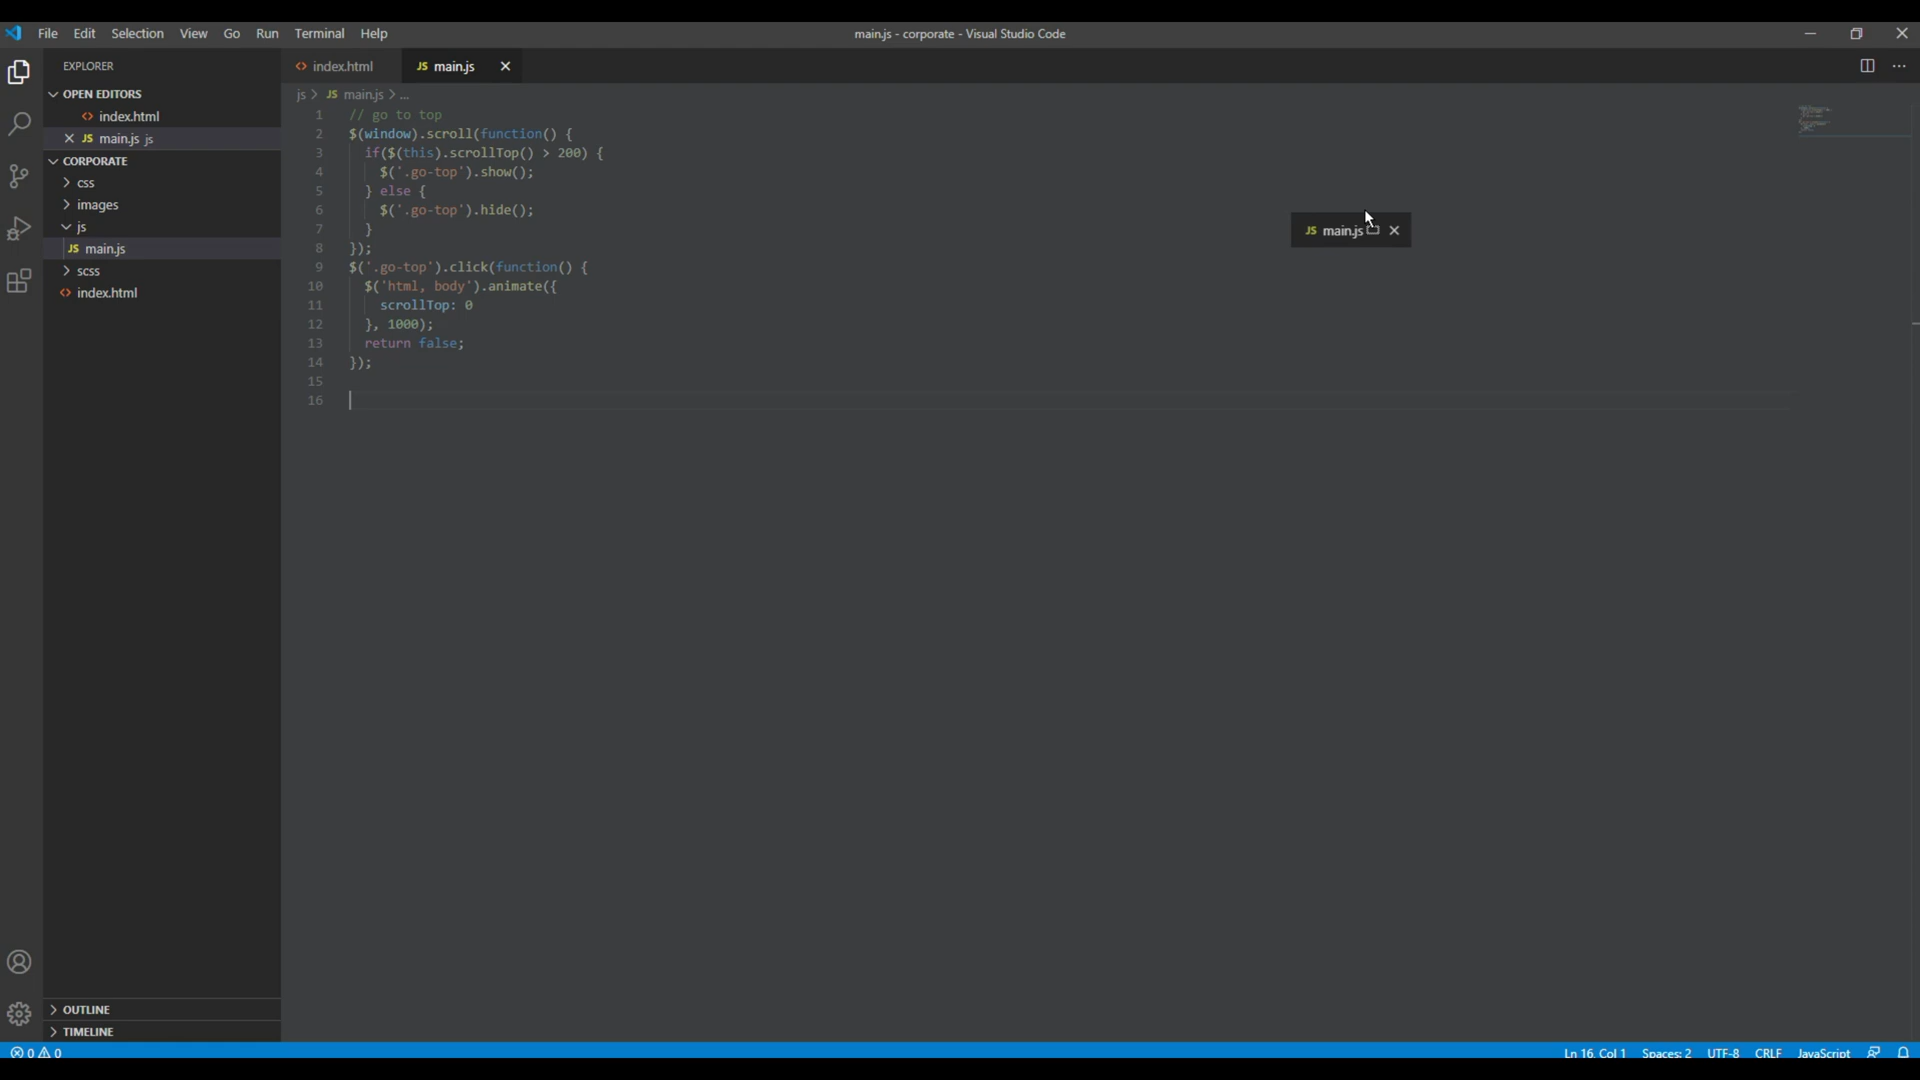 File Edit Selection View Go Run Terminal Help
main.js - corporate - Visual Studio Code
EXPLORER
OPEN EDITORS
index.html
main.js js
CORPORATE
css
images
js
JS main.js
scss
index.html
OUTLINE
TIMELINE
index.html
JS main.js
js > JS main.js > ...
1 // go to top
2 $(window).scroll(function() {
3 if($(this).scrollTop() > 200) {
4 $('.go-top').show();
5 } else {
6 $('.go-top').hide();
7 }
8 });
9 $('.go-top').click(function() {
10 $('html, body').animate({
11 scrollTop: 0
12 }, 1000);
13 return false;
14 });
15
16
JS main.js
0 0
Ln 16, Col 1 Spaces: 2 UTF-8 CRLF JavaScript